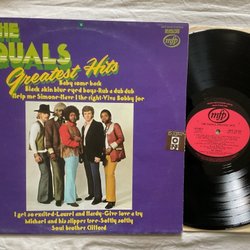 THE
QUALS
Greatest Hits
Baby come back
Black skin blue eyed boys-Rub a dub dub
Help me Simone-Have I the right-Viva Bobby Joe
I get so excited-Laurel and Hardy-Give love a try
Michael and his slipper tree-Softly softly
Soul brother Clifford
mfp
mfp